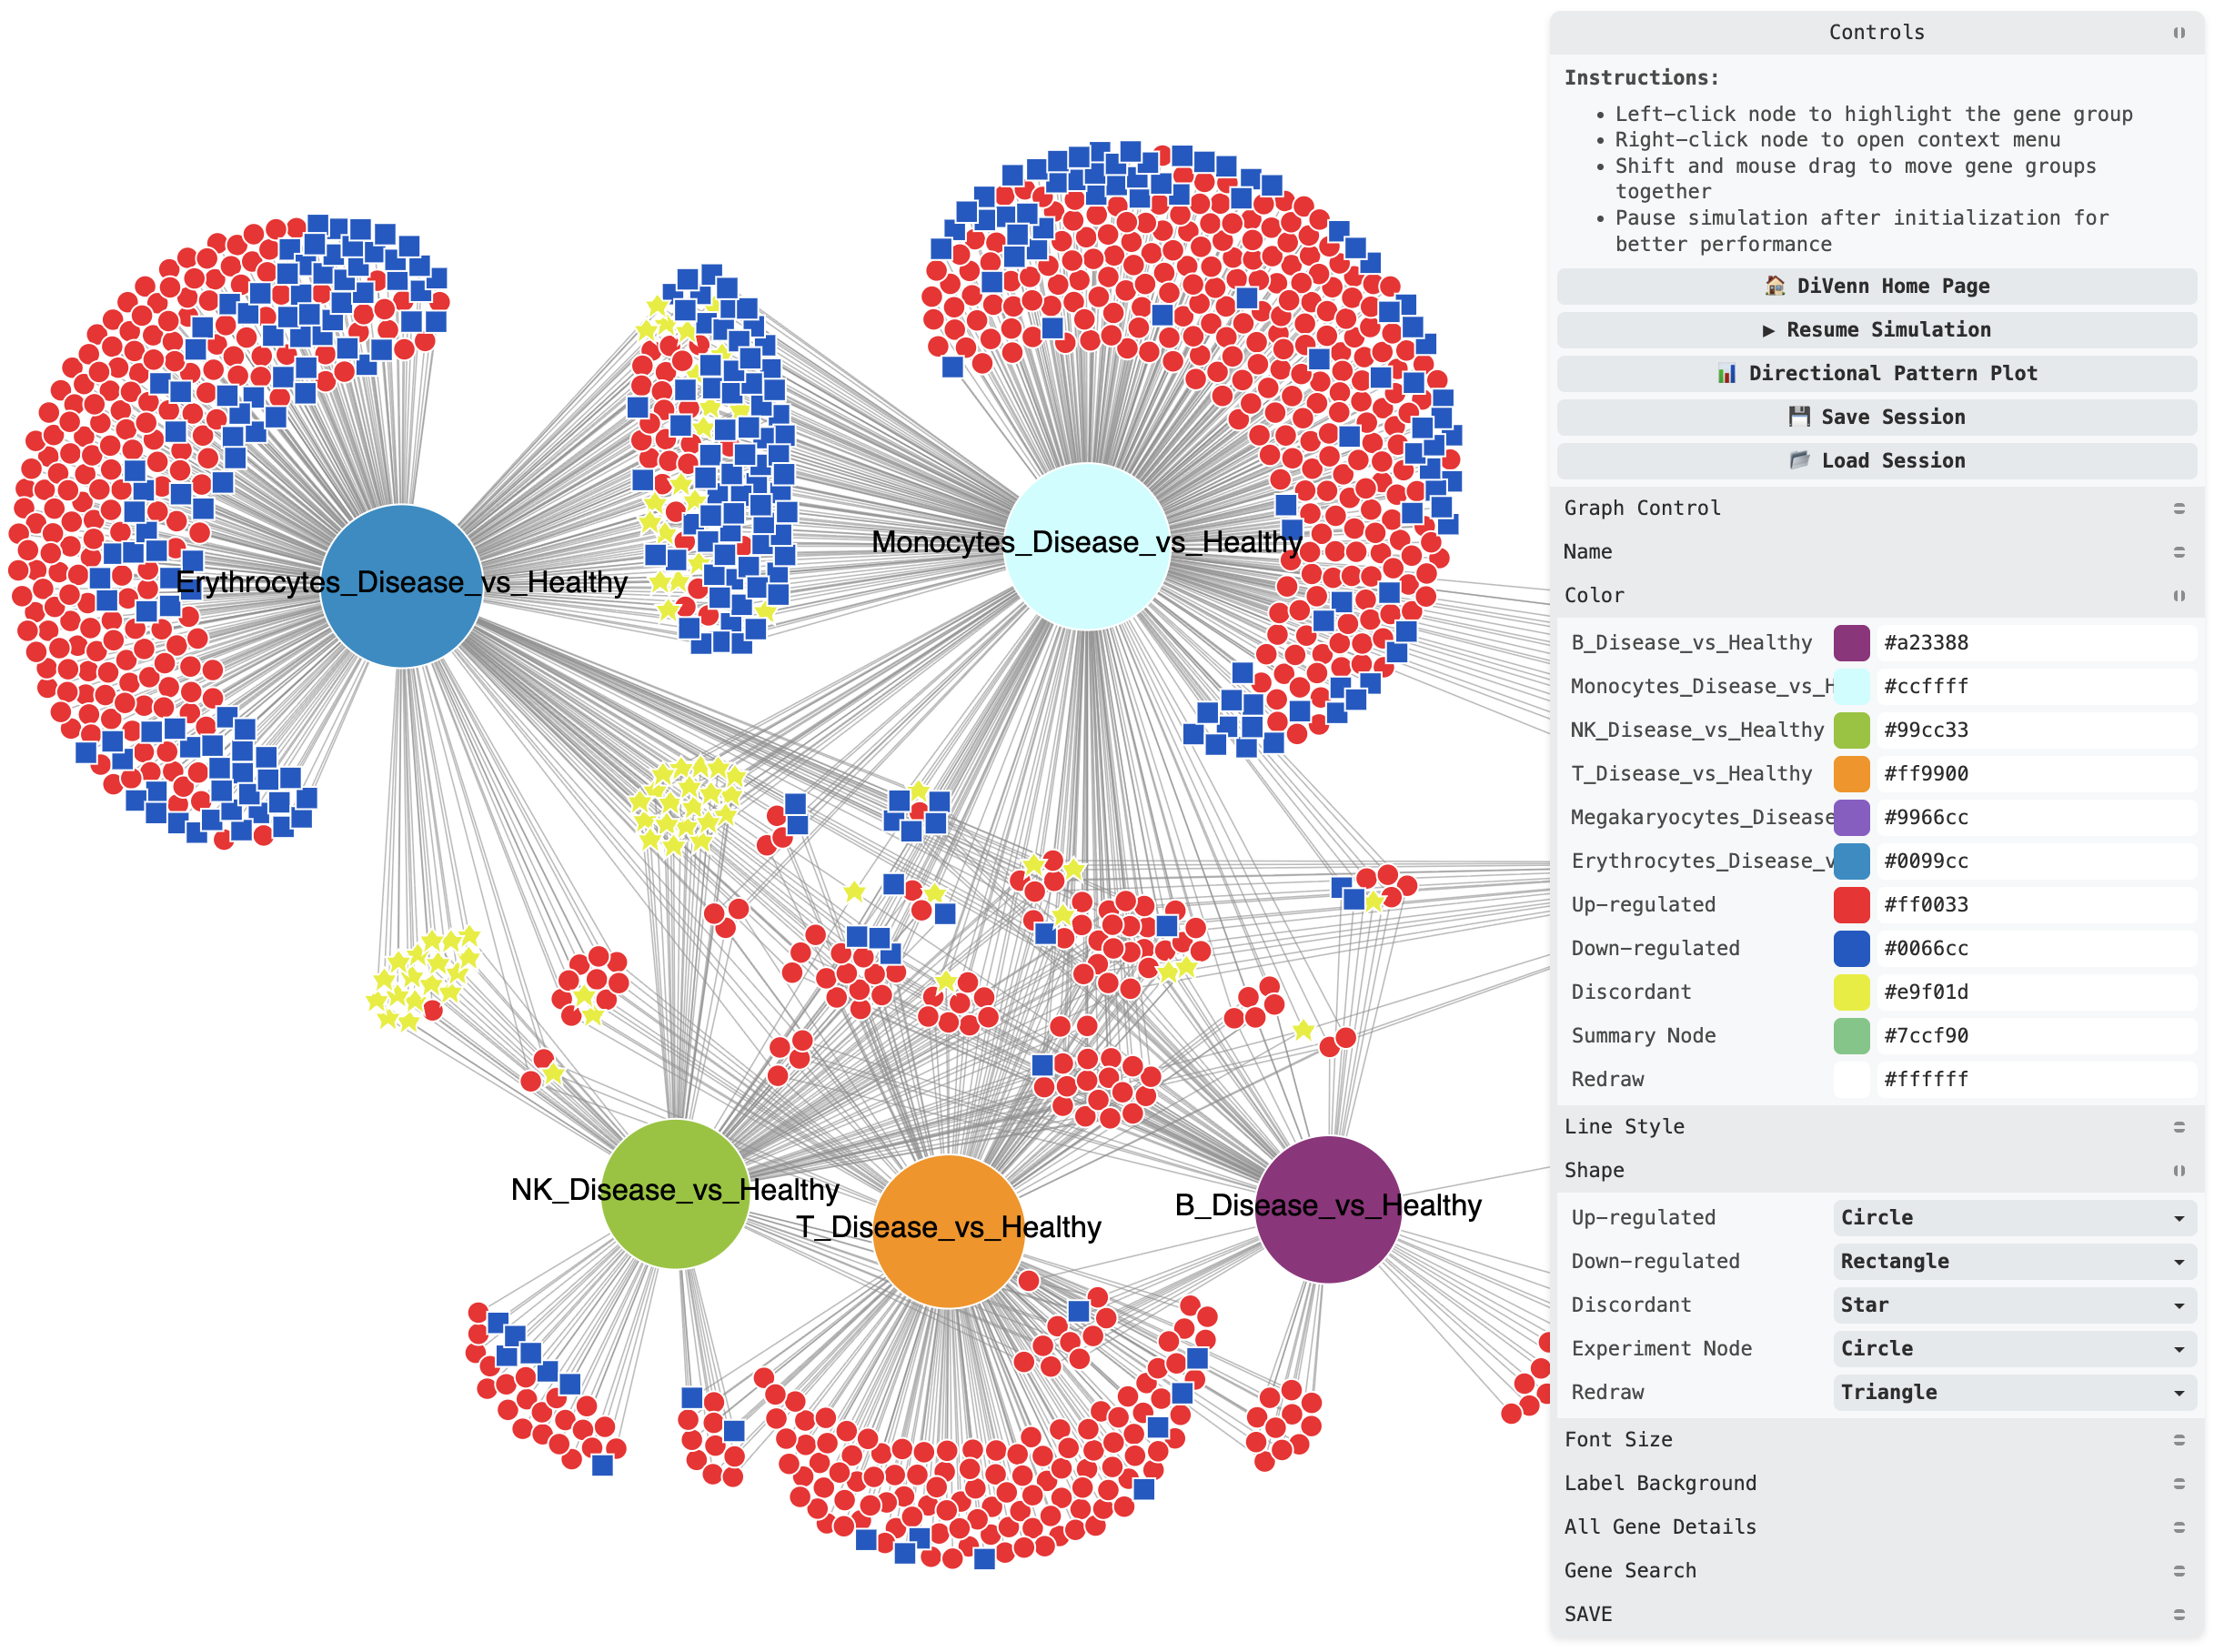 Erythrocytes_Disease_vs_Healthy
Monocytes_Disease_vs_Healthy
NK_Disease_vs_Healthy
T_Disease_vs_Healthy
B_Disease_vs_Healthy
Controls
Instructions:
• Left-click node to highlight the gene group
• Right-click node to open context menu
• Shift and mouse drag to move gene groups
together
• Pause simulation after initialization for
better performance
🏠 DiVenn Home Page
▶ Resume Simulation
📊 Directional Pattern Plot
💾 Save Session
📂 Load Session
Graph Control
Name
Color
B_Disease_vs_Healthy #a23388
Monocytes_Disease_vs_H #ccffff
NK_Disease_vs_Healthy #99cc33
T_Disease_vs_Healthy #ff9900
Megakaryocytes_Disease #9966cc
Erythrocytes_Disease_v #0099cc
Up-regulated #ff0033
Down-regulated #0066cc
Discordant #e9f01d
Summary Node #7ccf90
Redraw #ffffff
Line Style
Shape
Up-regulated Circle
Down-regulated Rectangle
Discordant Star
Experiment Node Circle
Redraw Triangle
Font Size
Label Background
All Gene Details
Gene Search
SAVE